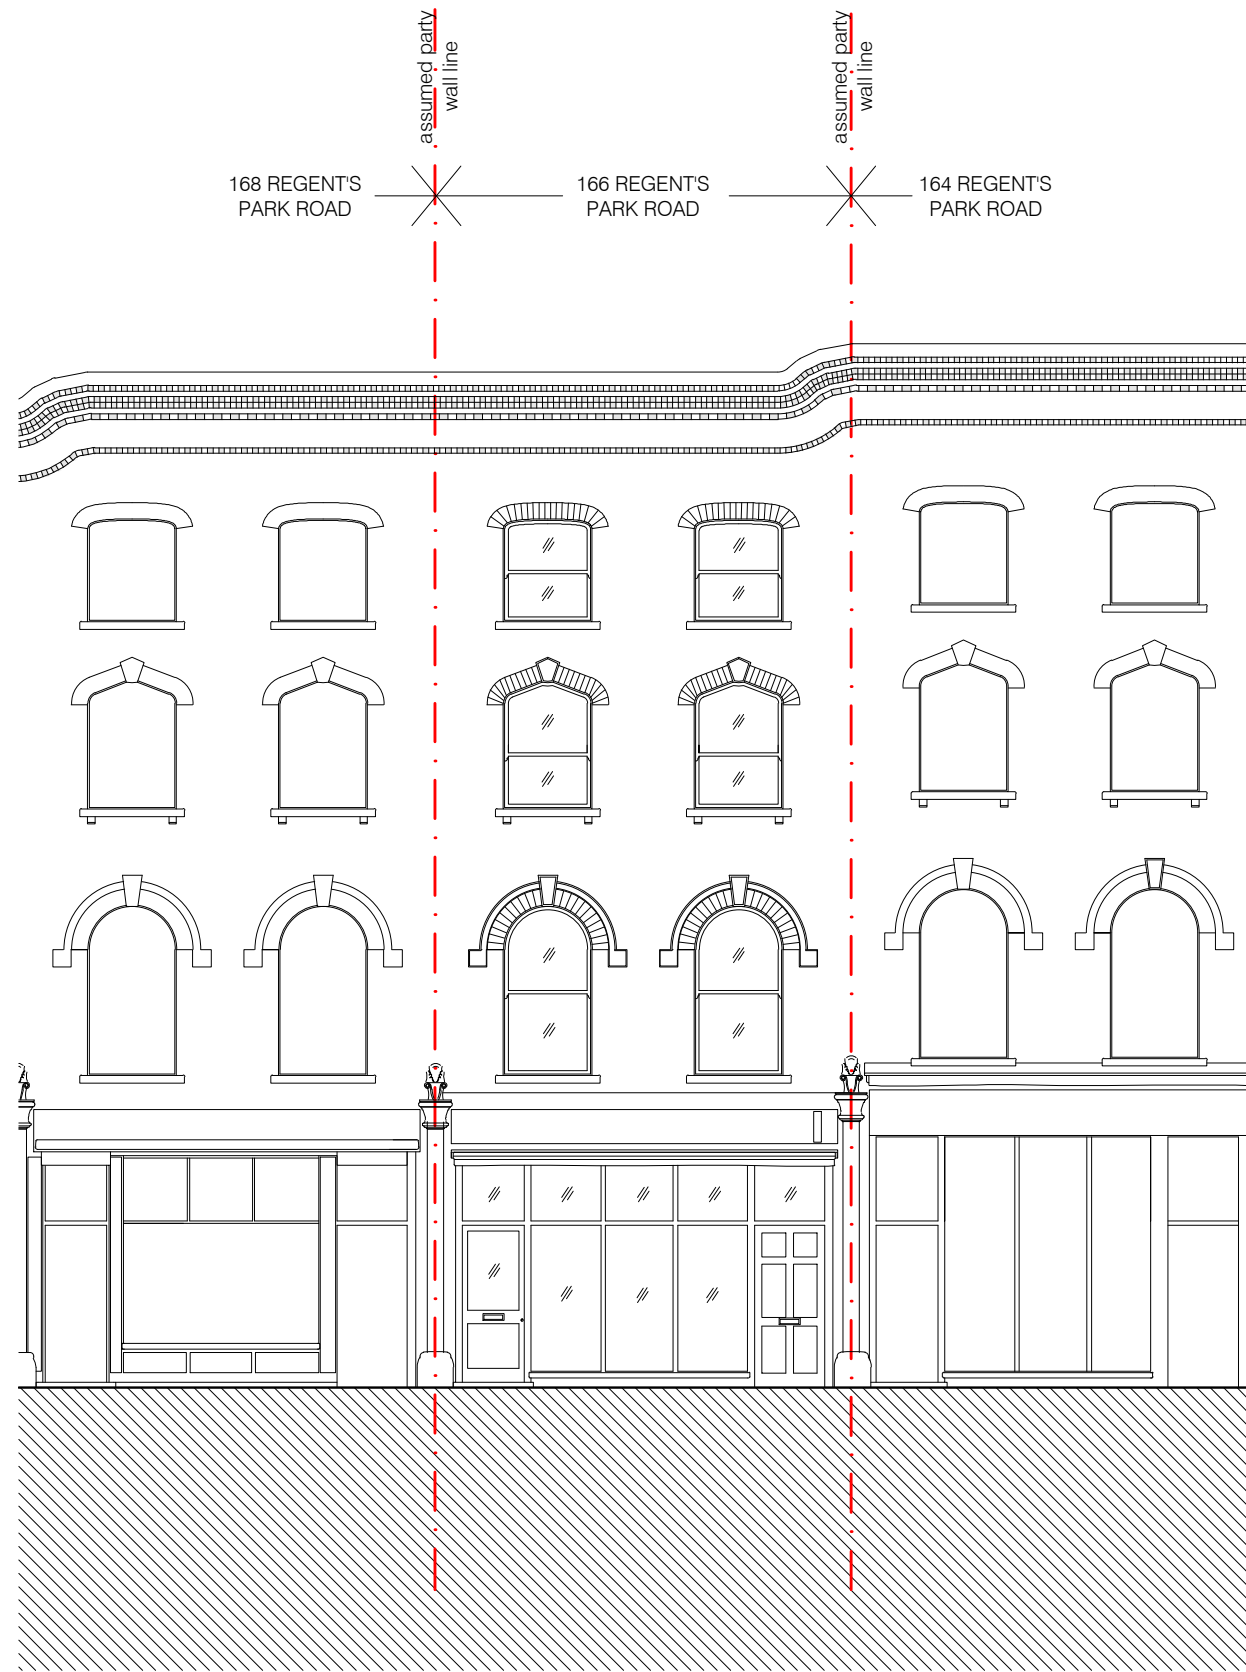 assumed party
wall line
assumed party
wall line
168 REGENT'S
PARK ROAD
166 REGENT'S
PARK ROAD
164 REGENT'S
PARK ROAD